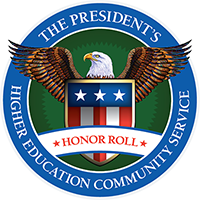 THE PRESIDENT'S
HONOR ROLL
HIGHER EDUCATION COMMUNITY SERVICE